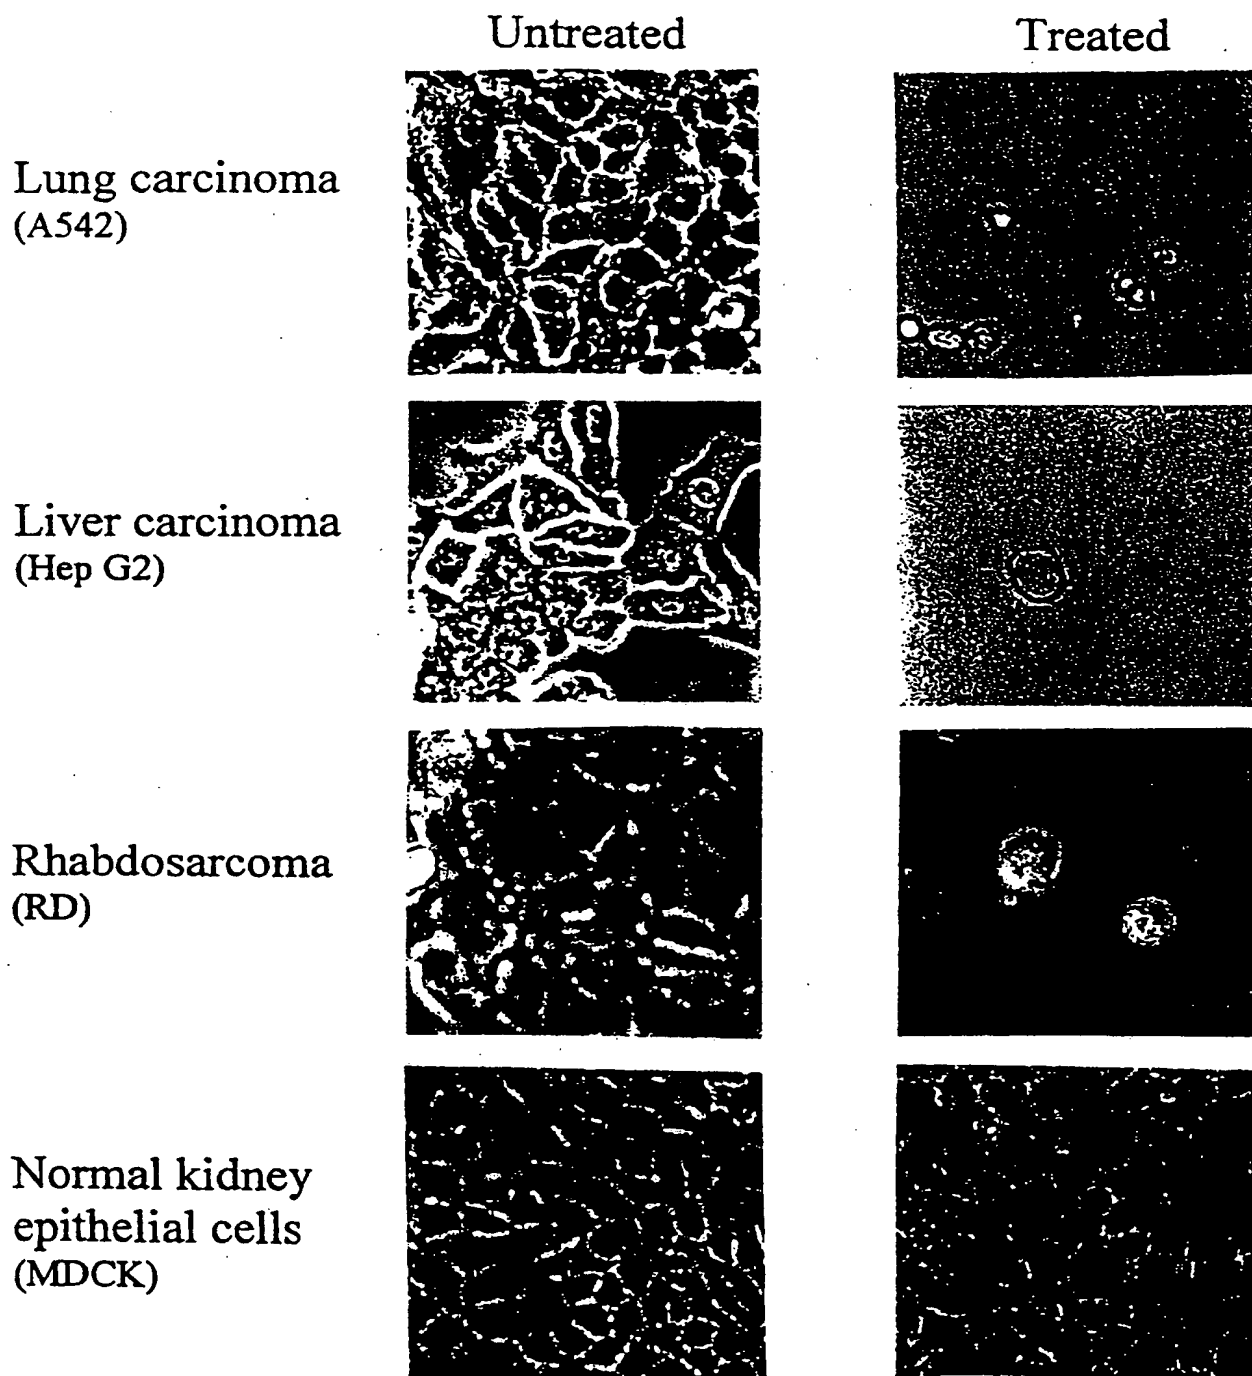 Untreated
Treated
Lung carcinoma
(A542)
Liver carcinoma
(Hep G2)
Rhabdosarcoma
(RD)
Normal kidney
epithelial cells
(MDCK)